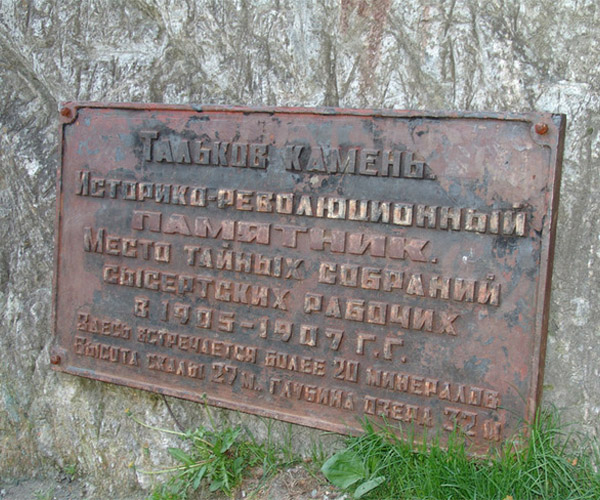 Тальков камень.
Историко-революционный
памятник.
Место тайных собраний
сысертских рабочих
в 1905-1907 г.г.
Здесь встречается более 20 минералов
Высота скалы 27 м. глубина озера 32 м